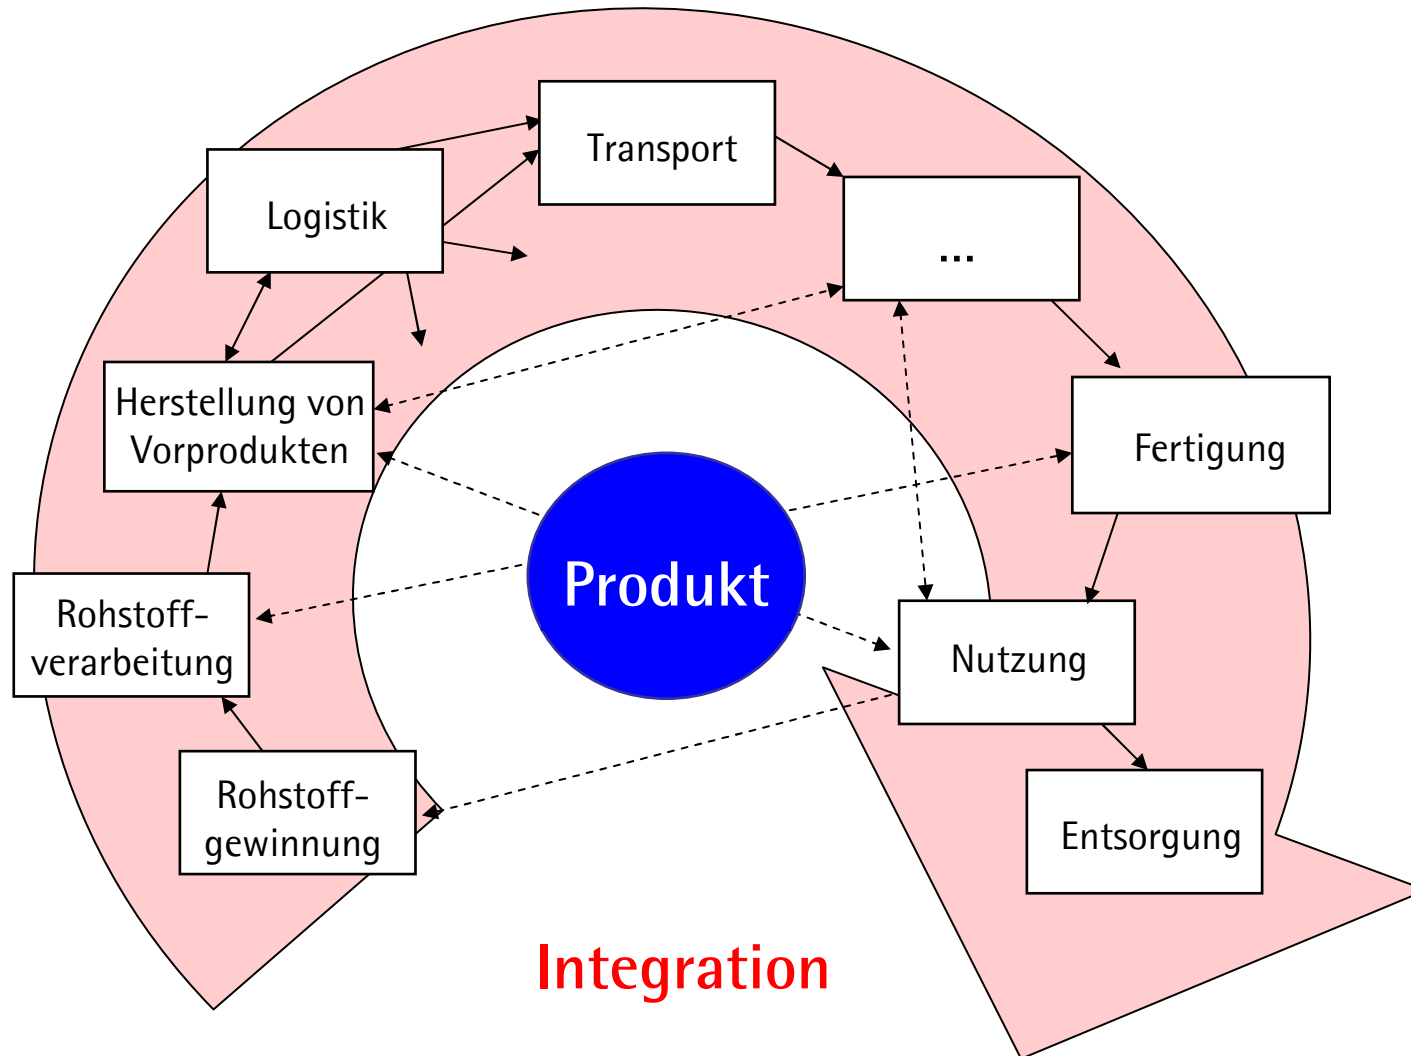 Transport
Logistik
...
Herstellung von
Vorprodukten
Fertigung
Produkt
Rohstoff-
verarbeitung
Nutzung
Rohstoff-
gewinnung
Entsorgung
Integration